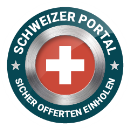 SCHWEIZER PORTAL
SICHER OFFERTEN EINHOLEN